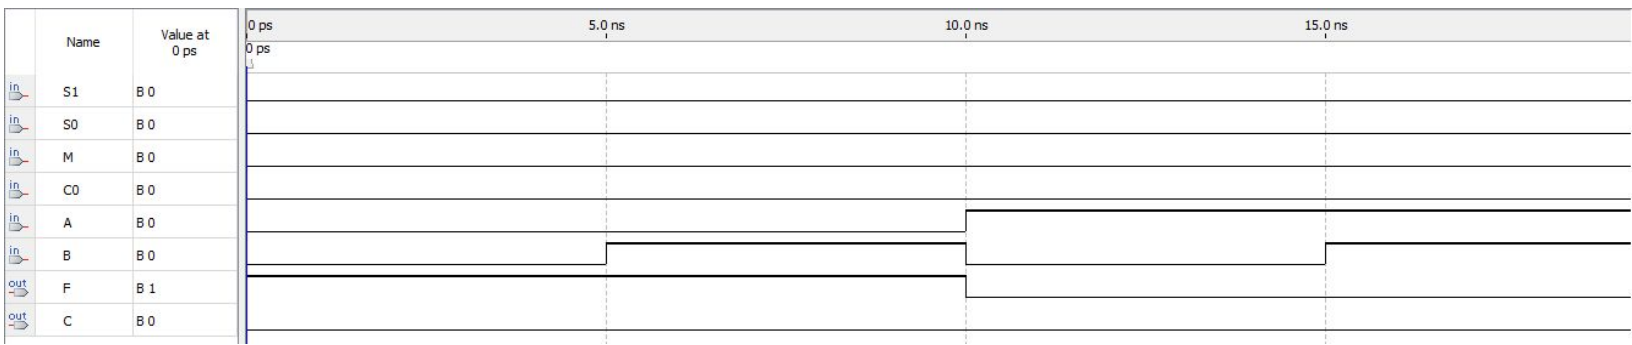 Name Value at 0 ps
0 ps 5.0 ns 10.0 ns 15.0 ns
0 ps
in S1 B 0
in S0 B 0
in M B 0
in C0 B 0
in A B 0
in B B 0
out F B 1
out C B 0